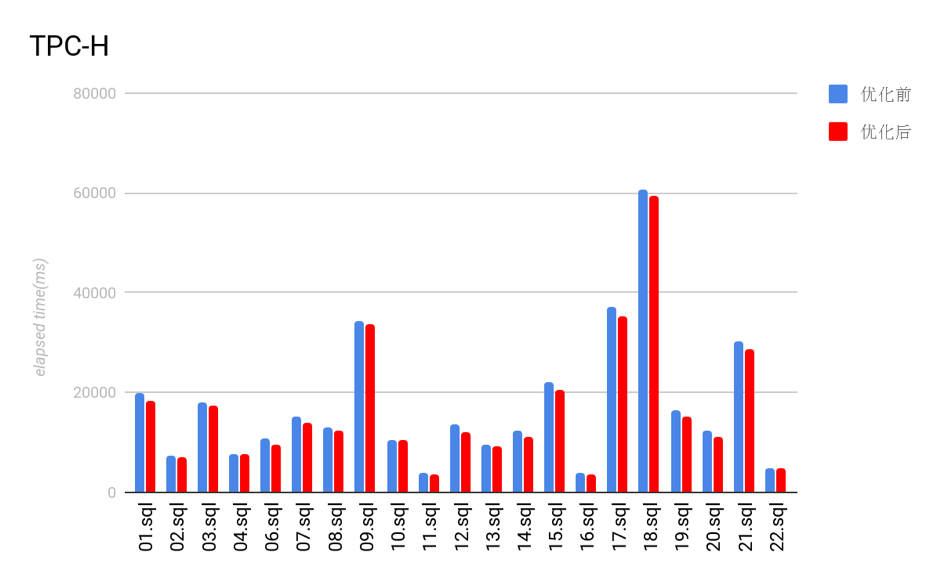 TPC-H
80000
60000
40000
20000
0
elapsed time(ms)
优化前
优化后
01.sql
02.sql
03.sql
04.sql
06.sql
07.sql
08.sql
09.sql
10.sql
11.sql
12.sql
13.sql
14.sql
15.sql
16.sql
17.sql
18.sql
19.sql
20.sql
21.sql
22.sql